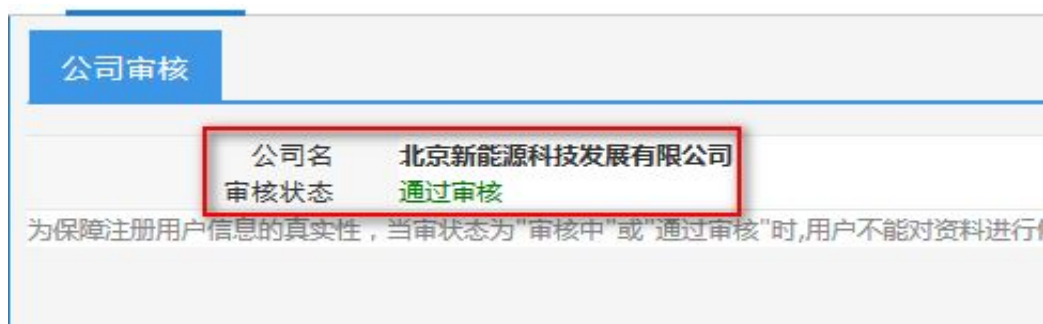 公司审核
公司名 北京新能源科技发展有限公司
审核状态 通过审核
为保障注册用户信息的真实性，当审状态为"审核中"或"通过审核"时,用户不能对资料进行